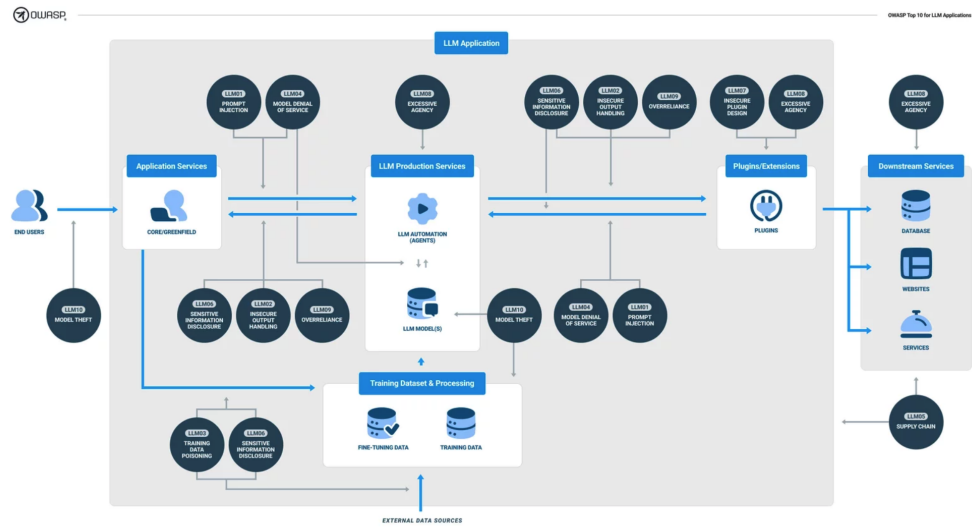 OWASP
OWASP Top 10 for LLM Applications
LLM Application
LLM01
PROMPT
INJECTION
LLM04
MODEL DENIAL
OF SERVICE
LLM08
EXCESSIVE
AGENCY
LLM06
SENSITIVE
INFORMATION
DISCLOSURE
LLM02
INSECURE
OUTPUT
HANDLING
LLM09
OVERRELIANCE
LLM07
INSECURE
PLUGIN
DESIGN
LLM08
EXCESSIVE
AGENCY
LLM08
EXCESSIVE
AGENCY
Application Services
LLM Production Services
Plugins/Extensions
Downstream Services
END USERS
CORE/GREENFIELD
LLM AUTOMATION
(AGENTS)
PLUGINS
DATABASE
WEBSITES
LLM10
MODEL THEFT
LLM06
SENSITIVE
INFORMATION
DISCLOSURE
LLM02
INSECURE
OUTPUT
HANDLING
LLM09
OVERRELIANCE
LLM MODEL(S)
LLM10
MODEL THEFT
LLM04
MODEL DENIAL
OF SERVICE
LLM01
PROMPT
INJECTION
SERVICES
Training Dataset & Processing
FINE-TUNING DATA
TRAINING DATA
LLM03
TRAINING
DATA
POISONING
LLM06
SENSITIVE
INFORMATION
DISCLOSURE
LLM05
SUPPLY CHAIN
EXTERNAL DATA SOURCES